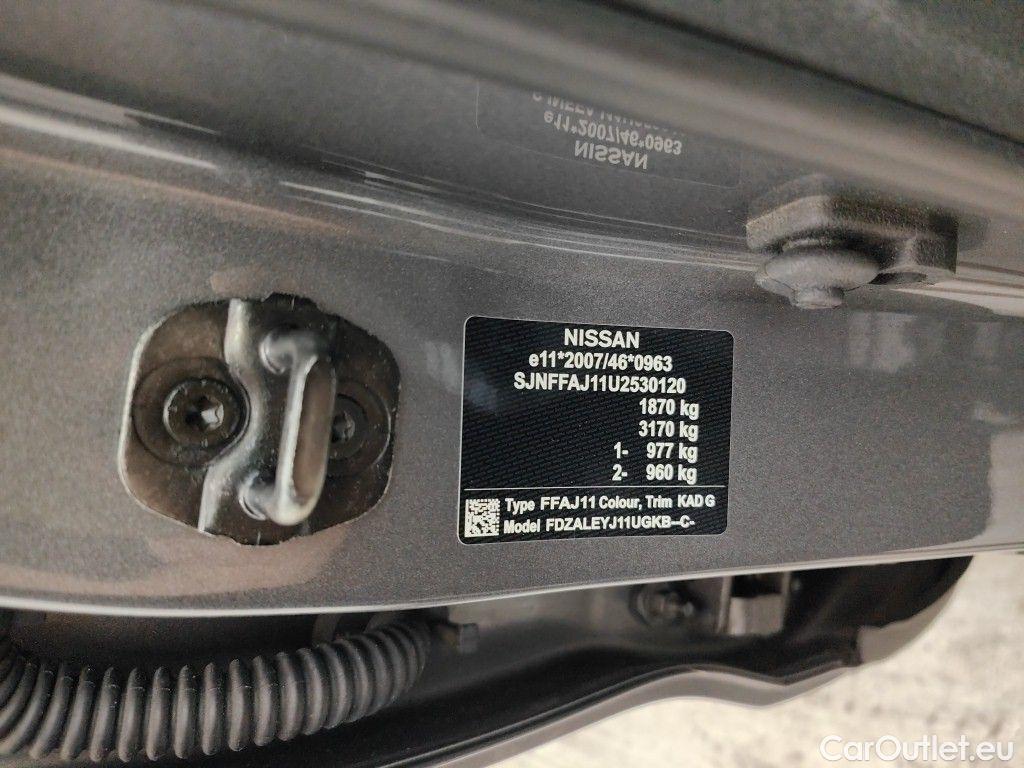 NISSAN
e11*2007/46*0963
SJNFFAJ11U2530120
1870 kg
3170 kg
1- 977 kg
2- 960 kg
Type FFAJ11 Colour, Trim KAD G
Model FDZALEYJ11UGKB--C-
e11*2007/46*0963
NISSAN
CarOutlet.eu